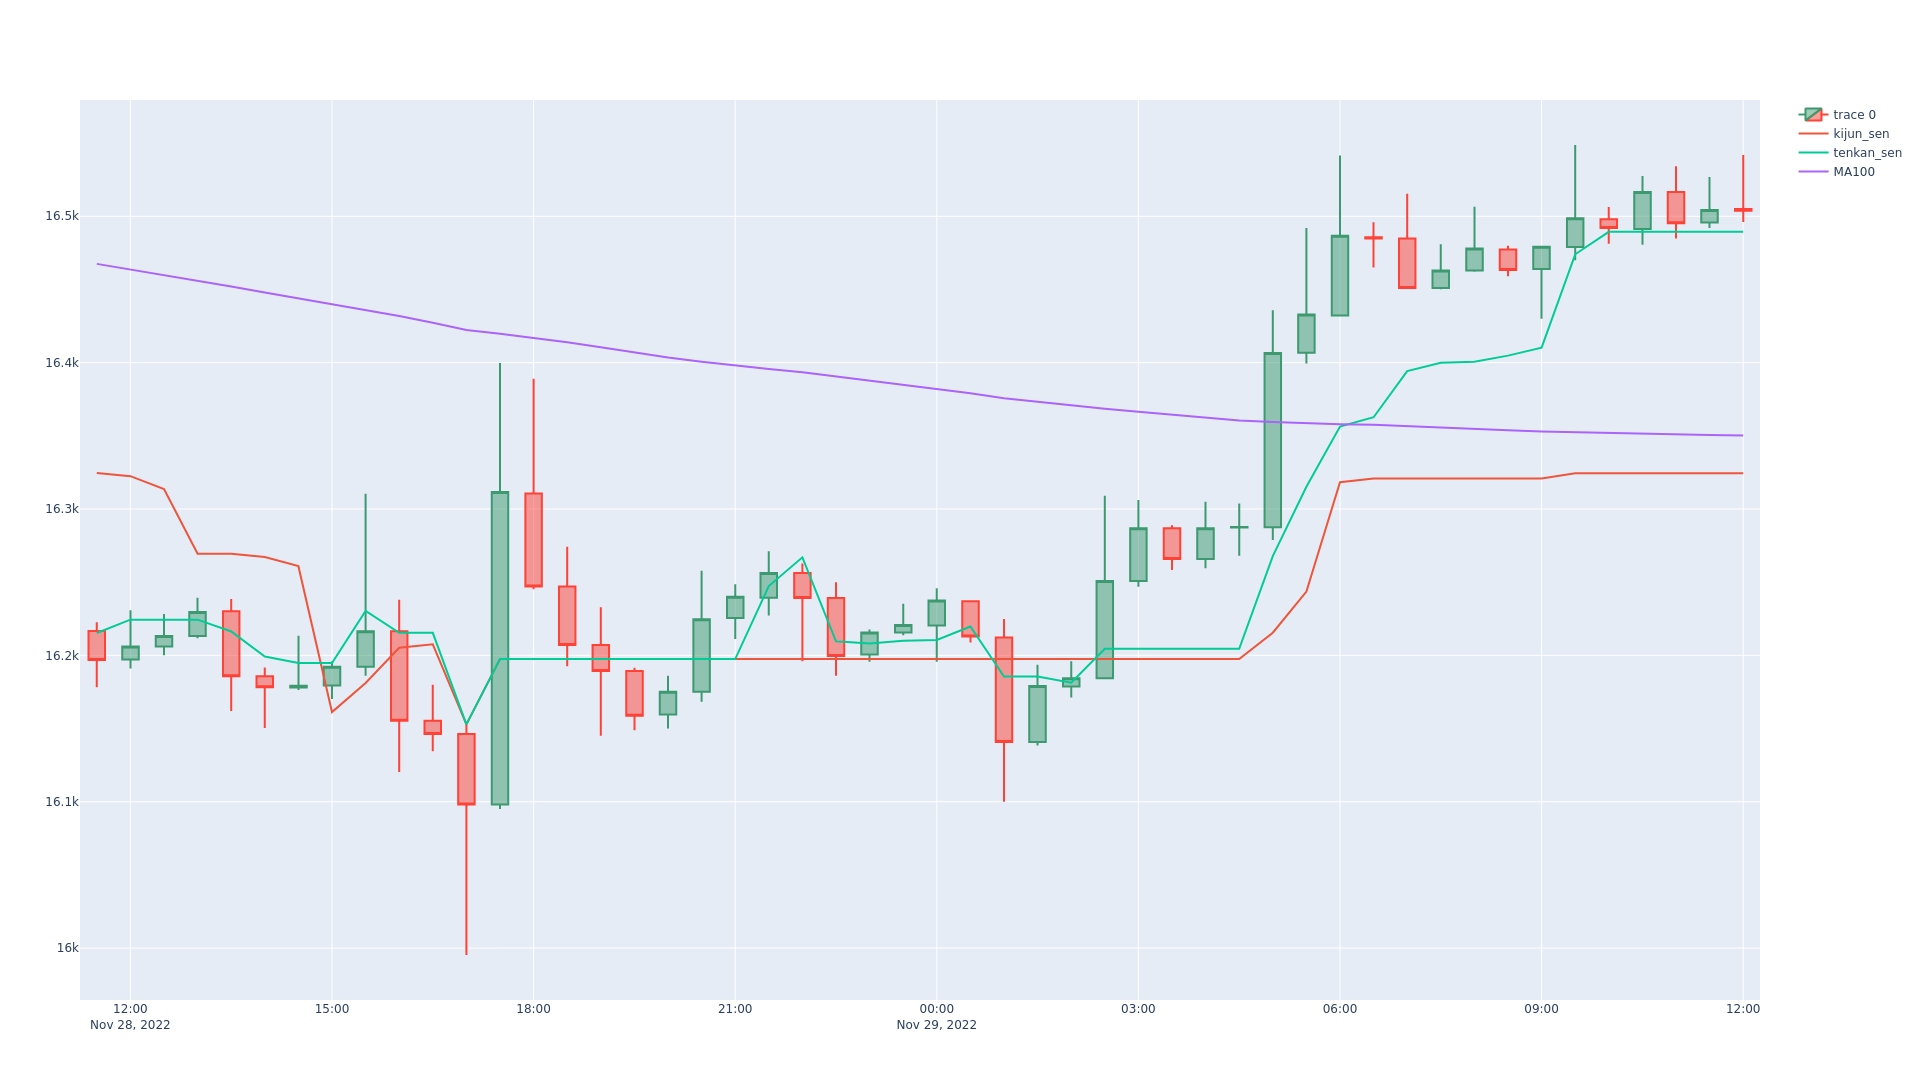 trace 0
kijun_sen
tenkan_sen
MA100
16.5k
16.4k
16.3k
16.2k
16.1k
16k
12:00 15:00 18:00 21:00 00:00 03:00 06:00 09:00 12:00
Nov 28, 2022 Nov 29, 2022